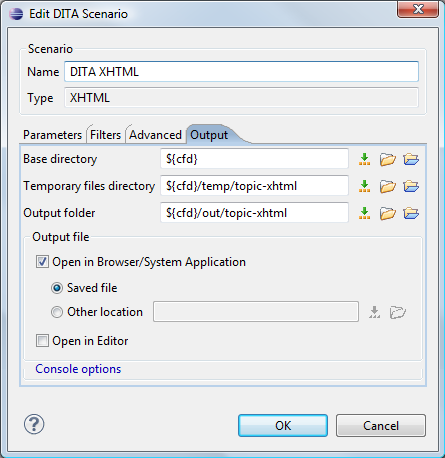 Edit DITA Scenario
Scenario
Name DITA XHTML
Type XHTML
Parameters Filters Advanced Output
Base directory ${cfd}
Temporary files directory ${cfd}/temp/topic-xhtml
Output folder ${cfd}/out/topic-xhtml
Output file
Open in Browser/System Application
Saved file
Other location
Open in Editor
Console options
? OK Cancel